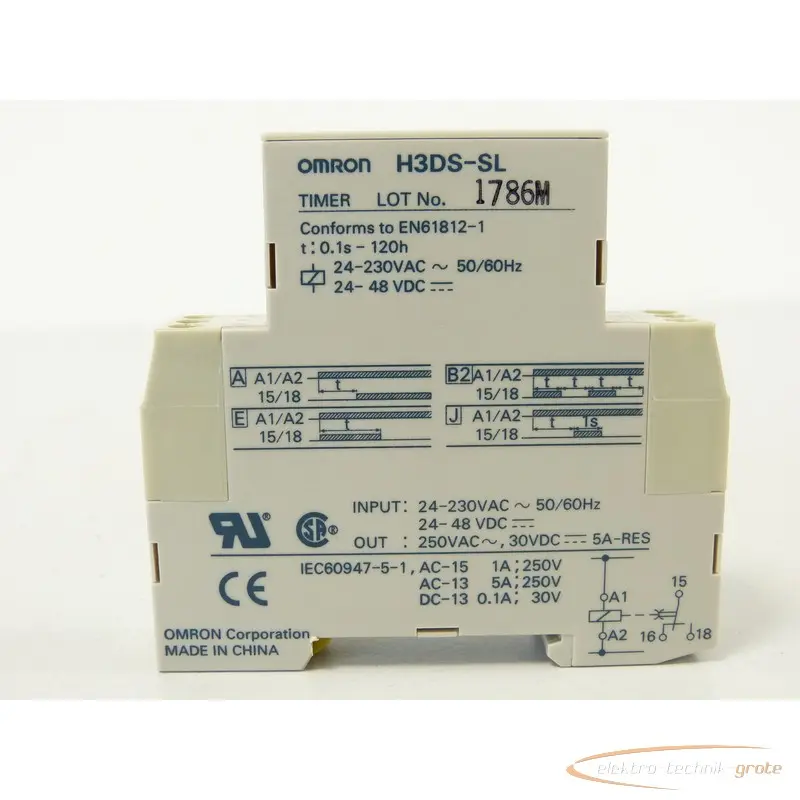 OMRON H3DS-SL
TIMER LOT No. 1786M
Conforms to EN61812-1
t: 0.1s - 120h
24-230VAC ~ 50/60Hz
24- 48 VDC ⎓
A A1/A2 t
15/18
B2 A1/A2 t t t t
15/18
E A1/A2 t
15/18
J A1/A2 t 1s
15/18
INPUT: 24-230VAC ~ 50/60Hz
24- 48 VDC ⎓
OUT : 250VAC~, 30VDC ⎓ 5A-RES
RU ®
SA ®
CE
IEC60947-5-1, AC-15 1A; 250V
AC-13 5A; 250V
DC-13 0.1A; 30V
A1
A2
15
16
18
OMRON Corporation
MADE IN CHINA
elektro technik-grote